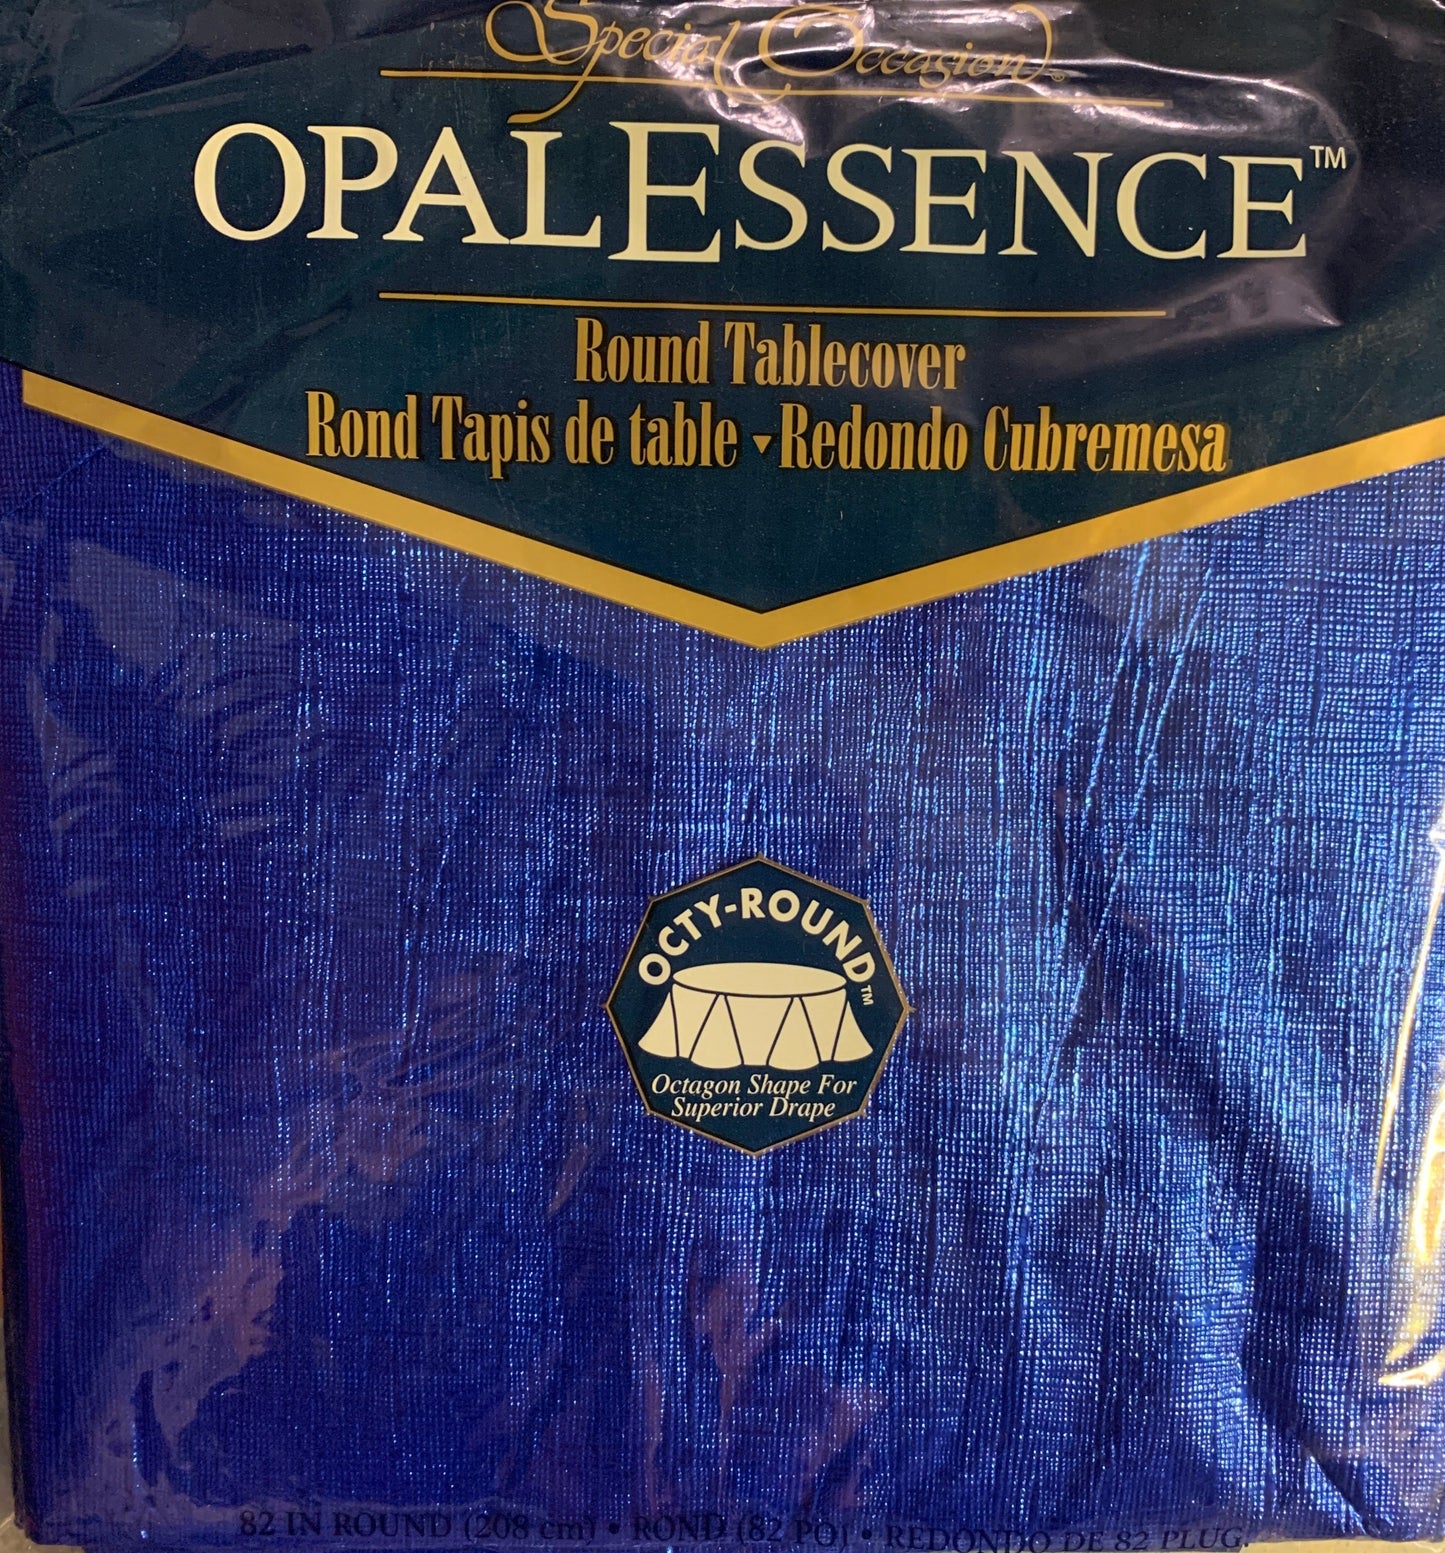 Special Occasion®
OPALESSENCE™
Round Tablecover
Rond Tapis de table ▾ Redondo Cubremesa
OCTY-ROUND™
Octagon Shape For
Superior Drape
82 IN ROUND (208 cm) • ROND (82 PO) • REDONDO DE 82 PLUG.